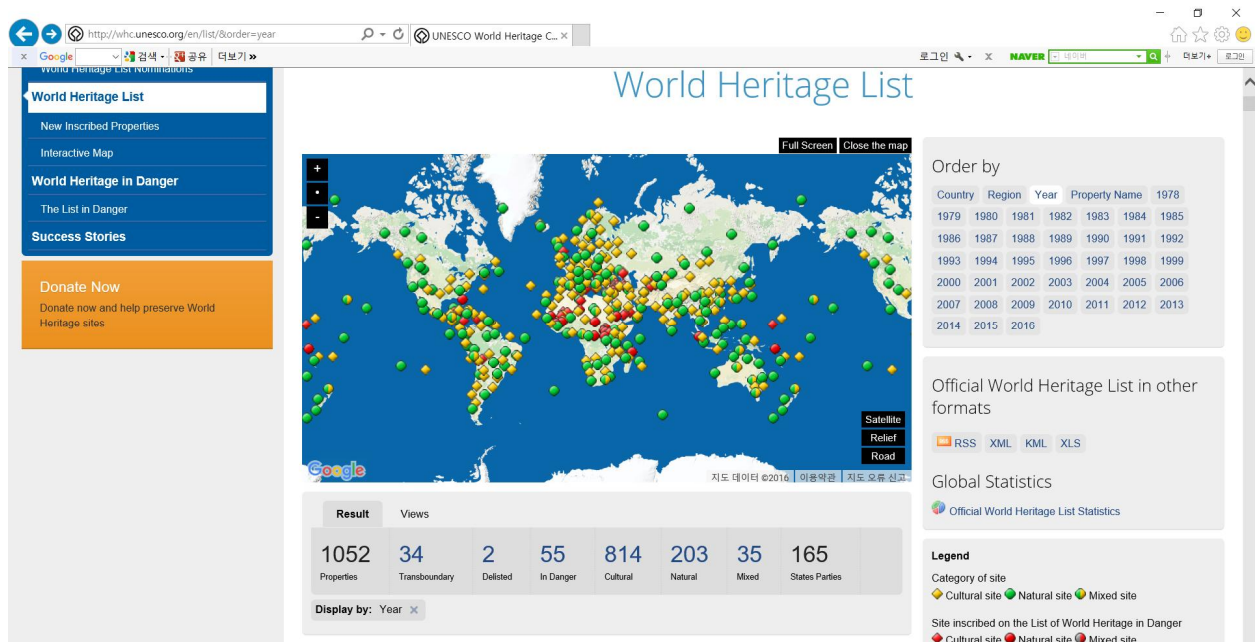 http://whc.unesco.org/en/list/&order=year
UNESCO World Heritage C... ×
x Google 검색 공유 더보기 »
로그인 x NAVER 네이버 더보기+ 로그인
World Heritage List Nominations
World Heritage List
New Inscribed Properties
Interactive Map
World Heritage in Danger
The List in Danger
Success Stories
Donate Now
Donate now and help preserve World
Heritage sites
World Heritage List
Full Screen Close the map
+
-
Satellite
Relief
Road
Google
지도 데이터 ©2016 이용약관 지도 오류 신고
Result Views
1052 34 2 55 814 203 35 165
Properties Transboundary Delisted In Danger Cultural Natural Mixed States Parties
Display by: Year ×
Order by
Country Region Year Property Name 1978
1979 1980 1981 1982 1983 1984 1985
1986 1987 1988 1989 1990 1991 1992
1993 1994 1995 1996 1997 1998 1999
2000 2001 2002 2003 2004 2005 2006
2007 2008 2009 2010 2011 2012 2013
2014 2015 2016
Official World Heritage List in other
formats
RSS XML KML XLS
Global Statistics
Official World Heritage List Statistics
Legend
Category of site
Cultural site Natural site Mixed site
Site inscribed on the List of World Heritage in Danger
Cultural site Natural site Mixed site